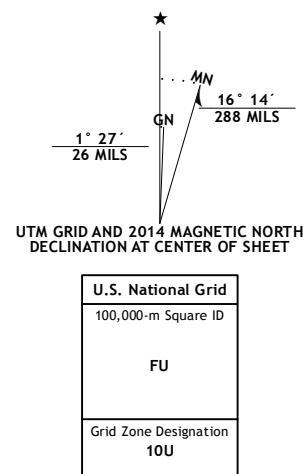 ★
MN
GN
16° 14´
288 MILS
1° 27´
26 MILS
UTM GRID AND 2014 MAGNETIC NORTH
DECLINATION AT CENTER OF SHEET
U.S. National Grid
100,000-m Square ID
FU
Grid Zone Designation
10U